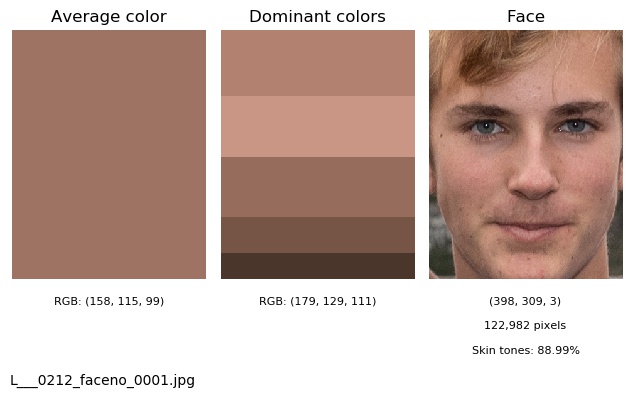 Average color
Dominant colors
Face
RGB: (158, 115, 99)
RGB: (179, 129, 111)
(398, 309, 3)
122,982 pixels
Skin tones: 88.99%
L___0212_faceno_0001.jpg